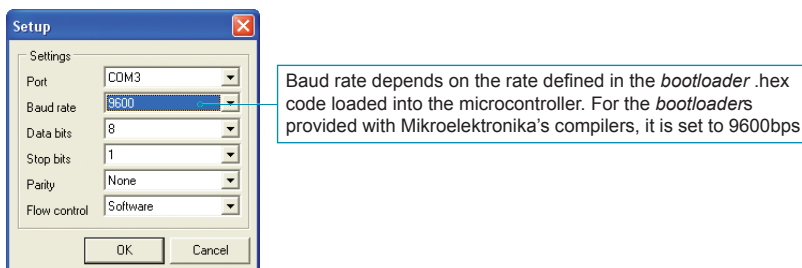 Setup
Settings
Port COM3
Baud rate 9600
Data bits 8
Stop bits 1
Parity None
Flow control Software
OK Cancel
Baud rate depends on the rate defined in the bootloader .hex
code loaded into the microcontroller. For the bootloaders
provided with Mikroelektronika's compilers, it is set to 9600bps